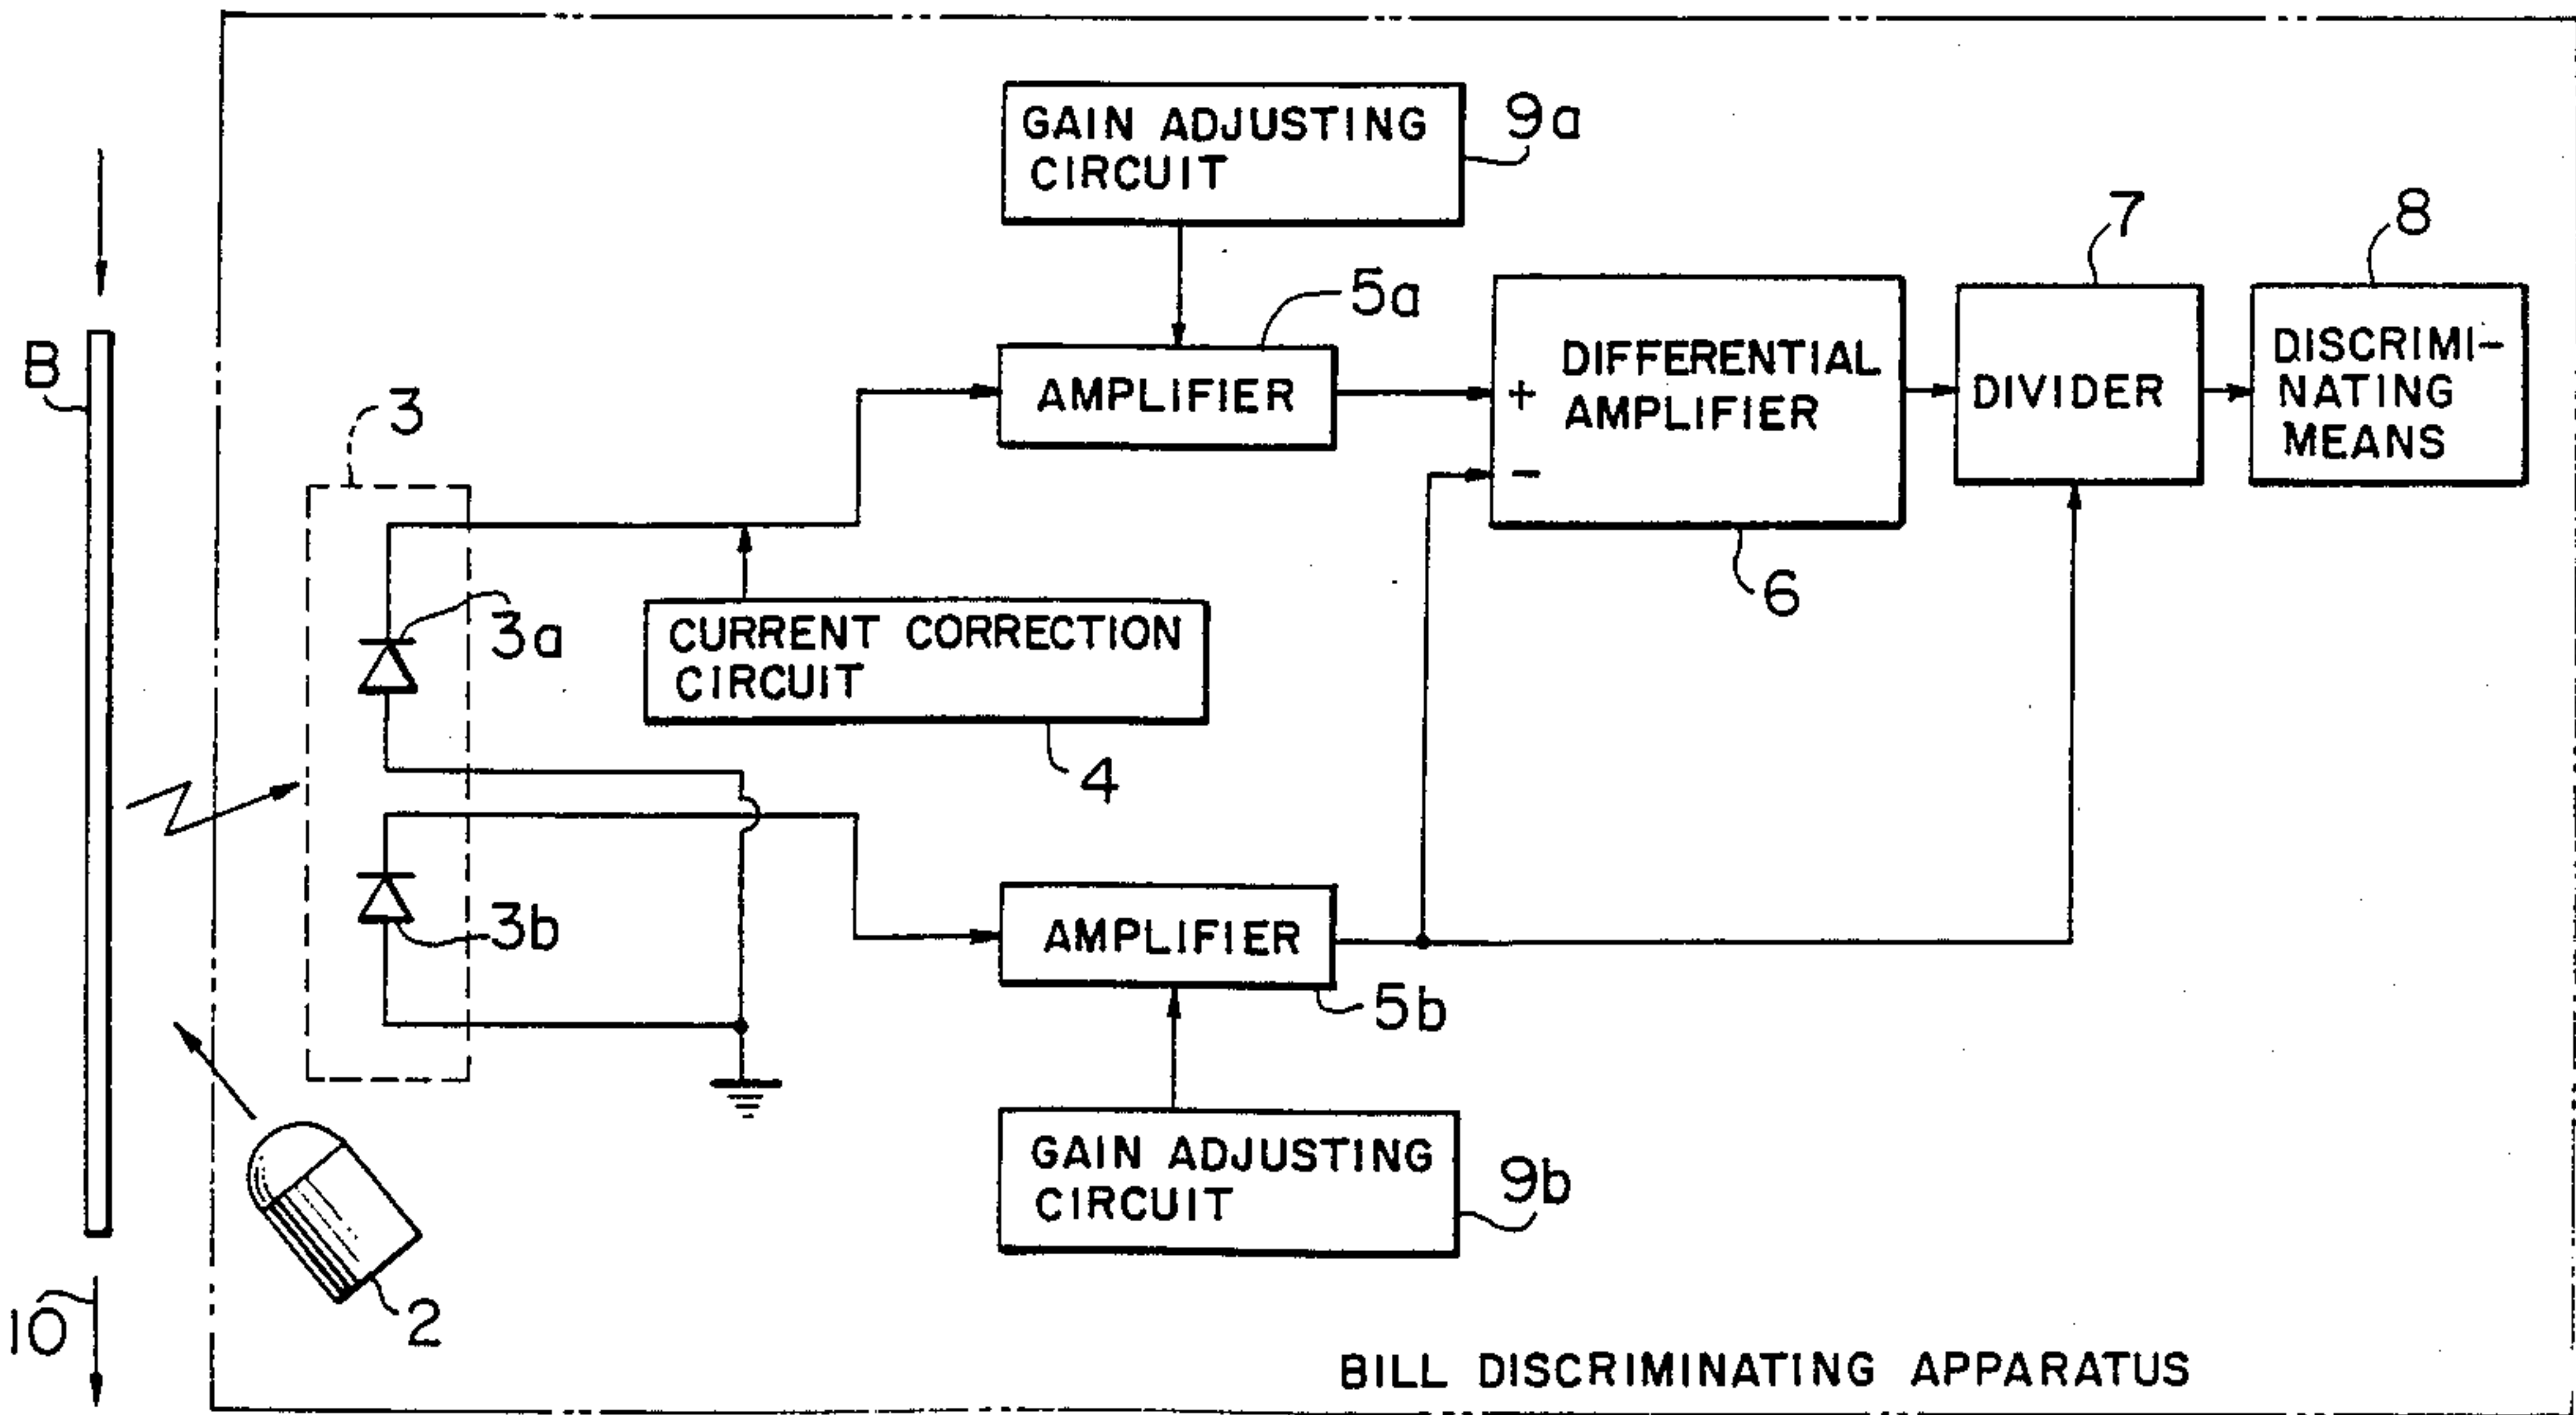 GAIN ADJUSTING
CIRCUIT
9a
5a
AMPLIFIER
+
DIFFERENTIAL
AMPLIFIER
-
6
7
DIVIDER
8
DISCRIMI-
NATING
MEANS
B
3
3a
CURRENT CORRECTION
CIRCUIT
4
3b
AMPLIFIER
5b
GAIN ADJUSTING
CIRCUIT
9b
2
10
BILL DISCRIMINATING APPARATUS